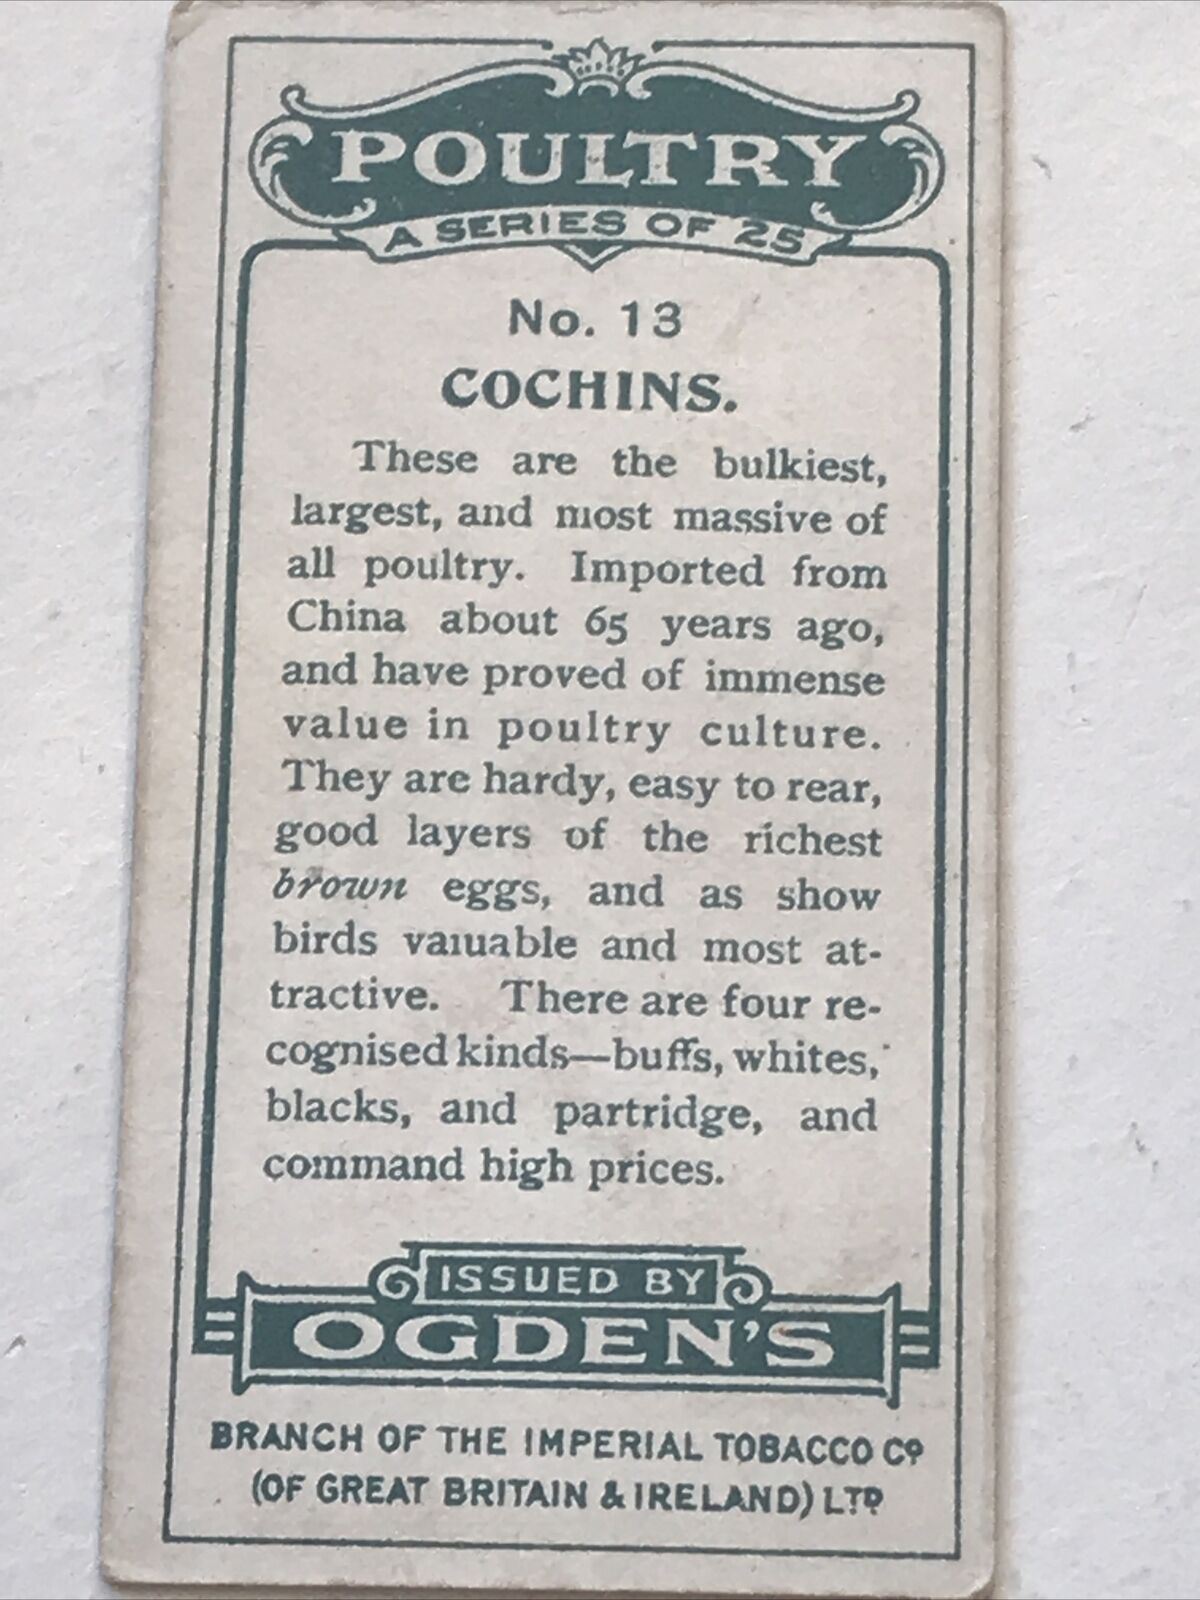 POULTRY
A SERIES OF 25
No. 13
COCHINS.
These are the bulkiest,
largest, and most massive of
all poultry. Imported from
China about 65 years ago,
and have proved of immense
value in poultry culture.
They are hardy, easy to rear,
good layers of the richest
brown eggs, and as show
birds valuable and most at-
tractive. There are four re-
cognised kinds—buffs, whites,
blacks, and partridge, and
command high prices.
ISSUED BY
OGDEN'S
BRANCH OF THE IMPERIAL TOBACCO Co
(OF GREAT BRITAIN & IRELAND) LTD